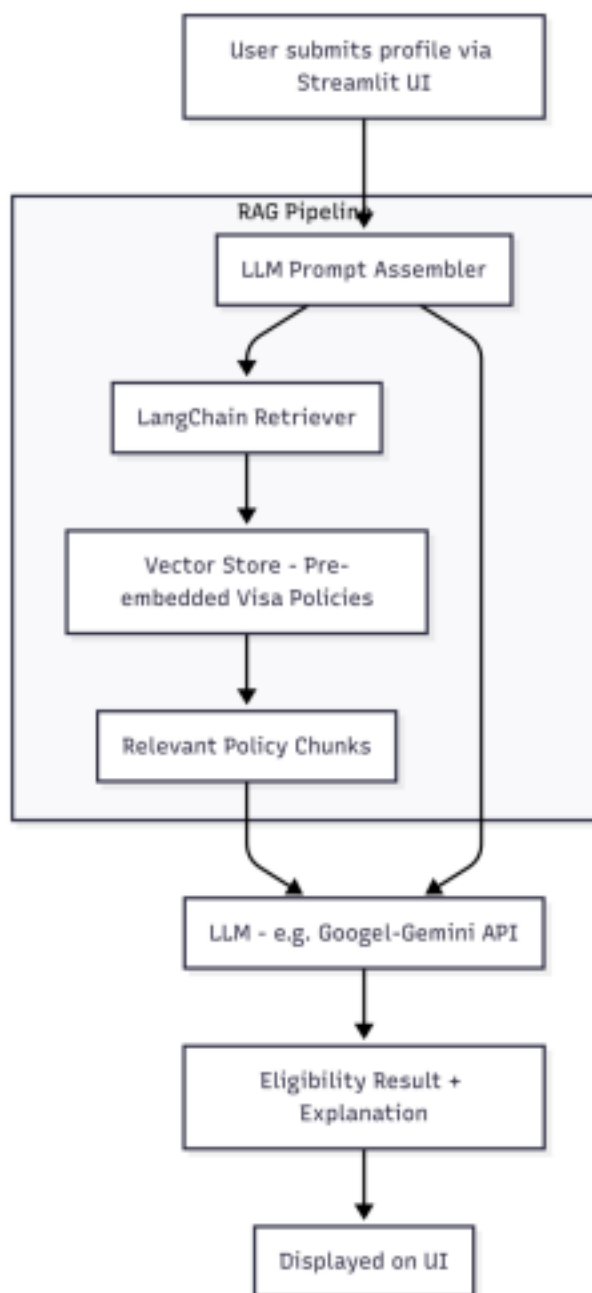 User submits profile via
Streamlit UI
RAG Pipeline
LLM Prompt Assembler
LangChain Retriever
Vector Store - Pre-
embedded Visa Policies
Relevant Policy Chunks
LLM - e.g. Googel-Gemini API
Eligibility Result +
Explanation
Displayed on UI